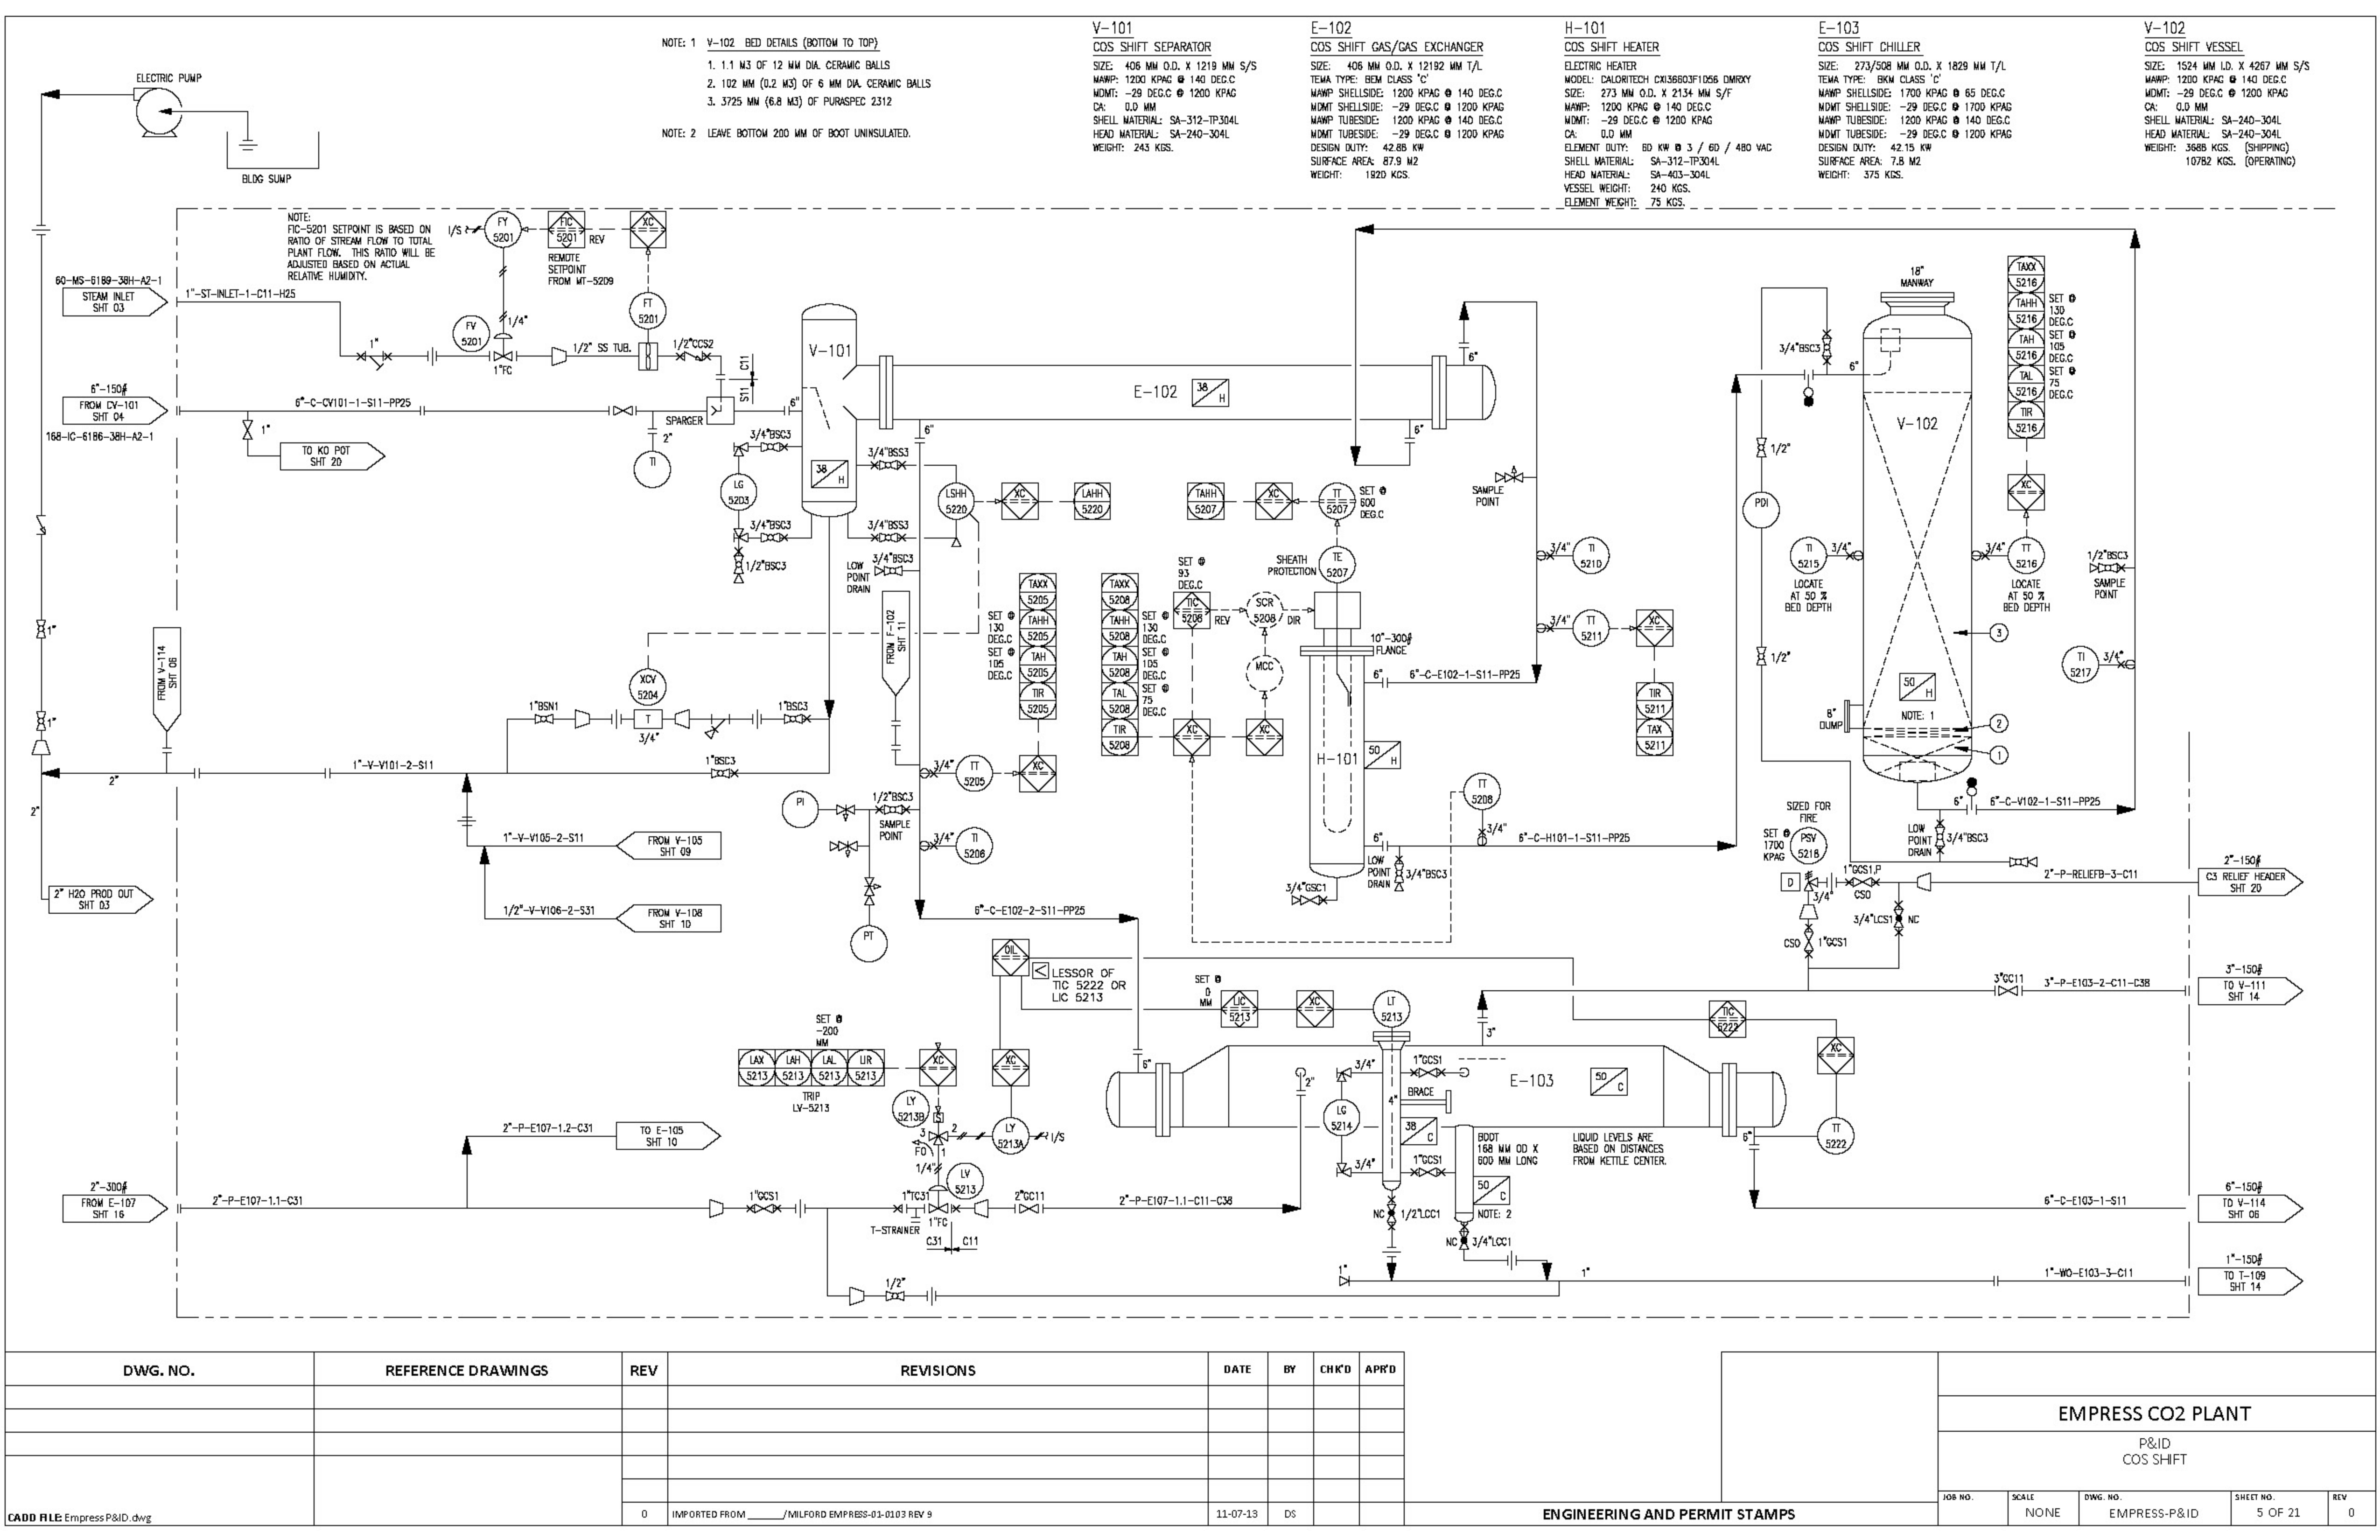 NOTE: 1 V-102 BED DETAILS (BOTTOM TO TOP)
1. 1.1 M3 OF 12 MM DIA. CERAMIC BALLS
2. 102 MM (0.2 M3) OF 6 MM DIA. CERAMIC BALLS
3. 3725 MM (6.8 M3) OF PURASPEC 2312
NOTE: 2 LEAVE BOTTOM 200 MM OF BOOT UNINSULATED.
V-101
COS SHIFT SEPARATOR
SIZE: 406 MM O.D. X 1219 MM S/S
MAWP: 1200 KPAG @ 140 DEG.C
MDMT: -29 DEG.C @ 1200 KPAG
CA: 0.0 MM
SHELL MATERIAL: SA-312-TP304L
HEAD MATERIAL: SA-240-304L
WEIGHT: 243 KGS.
E-102
COS SHIFT GAS/GAS EXCHANGER
SIZE: 406 MM O.D. X 12192 MM T/L
TEMA TYPE: BEM CLASS 'C'
MAWP SHELLSIDE: 1200 KPAG @ 140 DEG.C
MDMT SHELLSIDE: -29 DEG.C @ 1200 KPAG
MAWP TUBESIDE: 1200 KPAG @ 140 DEG.C
MDMT TUBESIDE: -29 DEG.C @ 1200 KPAG
DESIGN DUTY: 42.88 KW
SURFACE AREA: 87.9 M2
WEIGHT: 1920 KGS.
H-101
COS SHIFT HEATER
ELECTRIC HEATER
MODEL: CALORITECH CXI36603F1D56 DMRXY
SIZE: 273 MM O.D. X 2134 MM S/F
MAWP: 1200 KPAG @ 140 DEG.C
MDMT: -29 DEG.C @ 1200 KPAG
CA: 0.0 MM
ELEMENT DUTY: 60 KW @ 3 / 60 / 480 VAC
SHELL MATERIAL: SA-312-TP304L
HEAD MATERIAL: SA-403-304L
VESSEL WEIGHT: 240 KGS.
ELEMENT WEIGHT: 75 KGS.
E-103
COS SHIFT CHILLER
SIZE: 273/508 MM O.D. X 1829 MM T/L
TEMA TYPE: BKM CLASS 'C'
MAWP SHELLSIDE: 1700 KPAG @ 65 DEG.C
MDMT SHELLSIDE: -29 DEG.C @ 1700 KPAG
MAWP TUBESIDE: 1200 KPAG @ 140 DEG.C
MDMT TUBESIDE: -29 DEG.C @ 1200 KPAG
DESIGN DUTY: 42.15 KW
SURFACE AREA: 7.8 M2
WEIGHT: 375 KGS.
V-102
COS SHIFT VESSEL
SIZE: 1524 MM I.D. X 4267 MM S/S
MAWP: 1200 KPAG @ 140 DEG.C
MDMT: -29 DEG.C @ 1200 KPAG
CA: 0.0 MM
SHELL MATERIAL: SA-240-304L
HEAD MATERIAL: SA-240-304L
WEIGHT: 3688 KGS. (SHIPPING)
10782 KGS. (OPERATING)
ELECTRIC PUMP
BLDG SUMP
NOTE:
FIC-5201 SETPOINT IS BASED ON
RATIO OF STREAM FLOW TO TOTAL
PLANT FLOW. THIS RATIO WILL BE
ADJUSTED BASED ON ACTUAL
RELATIVE HUMIDITY.
I/S
FY
5201
FIC
5201
REV
XC
REMOTE
SETPOINT
FROM MT-5209
60-MS-6189-38H-A2-1
STEAM INLET
SHT 03
1"-ST-INLET-1-C11-H25
FT
5201
FV
5201
1/4"
1"
1"FC
1/2" SS TUB.
1/2"CCS2
C11
S11
6"-150#
FROM CV-101
SHT 04
168-IC-6186-38H-A2-1
6"-C-CV101-1-S11-PP25
1"
TO KO POT
SHT 20
SPARGER
2"
TI
6"
V-101
38
H
E-102
38
H
6"
6"
6"
3/4"BSC3
LG
5203
3/4"BSC3
1/2"BSC3
3/4"BSS3
3/4"BSS3
3/4"BSC3
LOW
POINT
DRAIN
LSHH
5220
XC
LAHH
5220
TAHH
5207
XC
TT
5207
SET @
600
DEG.C
SHEATH
PROTECTION
TE
5207
SAMPLE
POINT
3/4"
TI
5210
3/4"
TT
5211
XC
TIR
5211
TAX
5211
18"
MANWAY
3/4"BSC3
6"
V-102
TAXX
5216
TAHH
5216
SET @
130
DEG.C
TAH
5216
SET @
105
DEG.C
TAL
5216
SET @
75
DEG.C
TIR
5216
XC
1/2"
PDI
1/2"
TI
5215
3/4"
LOCATE
AT 50 %
BED DEPTH
3/4"
TT
5216
LOCATE
AT 50 %
BED DEPTH
1/2"BSC3
SAMPLE
POINT
TI
5217
3/4"
3
50
H
NOTE: 1
8"
DUMP
2
1
6"
6"-C-V102-1-S11-PP25
LOW
POINT
DRAIN
3/4"BSC3
FROM V-114
SHT 06
1"
1"
FROM F-102
SHT 11
XCV
5204
1"BSN1
T
3/4"
1"BSC3
1"BSC3
1"-V-V101-2-S11
2"
2"
SET @
130
DEG.C
SET @
105
DEG.C
TAXX
5205
TAHH
5205
TAH
5205
TIR
5205
XC
3/4"
TT
5205
TAXX
5208
TAHH
5208
TAH
5208
TAL
5208
TIR
5208
SET @
130
DEG.C
SET @
105
DEG.C
SET @
75
DEG.C
SET @
93
DEG.C
TIC
5208
REV
SCR
5208
DIR
MCC
XC
XC
10"-300#
FLANGE
6"
6"-C-E102-1-S11-PP25
H-101
50
H
TT
5208
3/4"
6"
6"-C-H101-1-S11-PP25
LOW
POINT
DRAIN
3/4"BSC3
3/4"GSC1
PI
1/2"BSC3
SAMPLE
POINT
3/4"
TI
5206
PT
1"-V-V105-2-S11
FROM V-105
SHT 09
1/2"-V-V106-2-S31
FROM V-108
SHT 10
2" H2O PROD OUT
SHT 03
6"-C-E102-2-S11-PP25
SIZED FOR
FIRE
SET @
1700
KPAG
PSV
5218
D
1"GCS1,P
CSO
3/4"
CSO
1"GCS1
3/4"LCS1
NC
2"-P-RELIEFB-3-C11
2"-150#
C3 RELIEF HEADER
SHT 20
OIL
<
LESSOR OF
TIC 5222 OR
LIC 5213
SET @
0
MM
LIC
5213
XC
LT
5213
3"
3"GC11
3"-P-E103-2-C11-C38
3"-150#
TO V-111
SHT 14
TIC
5222
XC
SET @
-200
MM
LAX
5213
LAH
5213
LAL
5213
LIR
5213
TRIP
LV-5213
XC
XC
LY
5213B
S
3
2
1
FO
LY
5213A
I/S
1/4"
LV
5213
6"
2"
3/4"
1"GCS1
BRACE
4"
LG
5214
38
C
3/4"
1"GCS1
E-103
50
C
BOOT
168 MM OD X
600 MM LONG
LIQUID LEVELS ARE
BASED ON DISTANCES
FROM KETTLE CENTER.
50
C
NOTE: 2
6"
TT
5222
2"-P-E107-1.2-C31
TO E-105
SHT 10
2"-300#
FROM E-107
SHT 16
2"-P-E107-1.1-C31
1"GCS1
1"TC31
T-STRAINER
1"FC
C31
C11
2"GC11
2"-P-E107-1.1-C11-C38
NC
1/2"LCC1
NC
3/4"LCC1
6"-C-E103-1-S11
6"-150#
TO V-114
SHT 06
1/2"
1"
1"
1"-WO-E103-3-C11
1"-150#
TO T-109
SHT 14
DWG. NO.
REFERENCE DRAWINGS
REV
REVISIONS
DATE
BY
CHK'D
APR'D
0
IMPORTED FROM ______/MILFORD EMPRESS-01-0103 REV 9
11-07-13
DS
CADD FILE: Empress P&ID.dwg
ENGINEERING AND PERMIT STAMPS
EMPRESS CO2 PLANT
P&ID
COS SHIFT
JOB NO.
SCALE
NONE
DWG. NO.
EMPRESS-P&ID
SHEET NO.
5 OF 21
REV
0